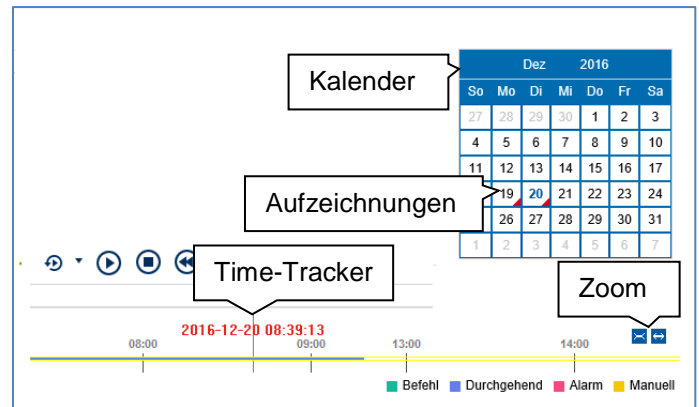 Kalender
Dez 2016
So Mo Di Mi Do Fr Sa
27 28 29 30 1 2 3
4 5 6 7 8 9 10
11 12 13 14 15 16 17
Aufzeichnungen
19 20 21 22 23 24
26 27 28 29 30 31
1 2 3 4 5 6 7
Time-Tracker
Zoom
2016-12-20 08:39:13
08:00 09:00 13:00 14:00
Befehl Durchgehend Alarm Manuell